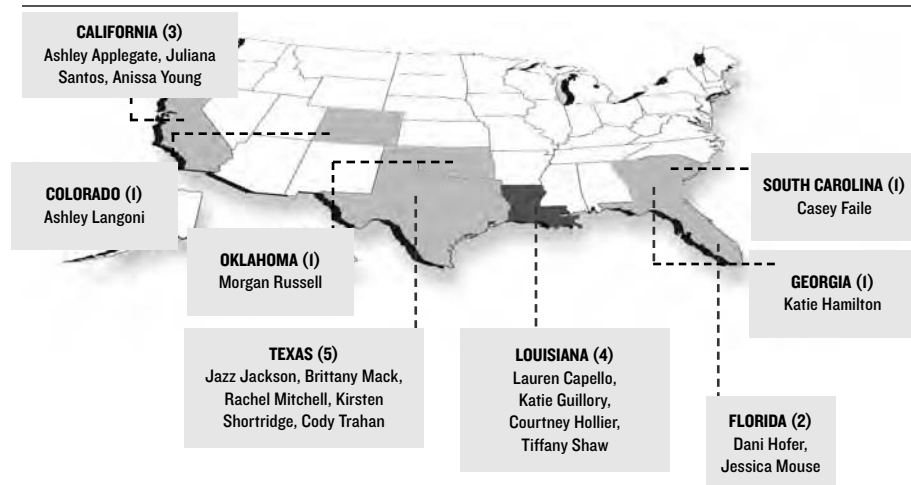 CALIFORNIA (3)
Ashley Applegate, Juliana
Santos, Anissa Young
COLORADO (1)
Ashley Langoni
OKLAHOMA (1)
Morgan Russell
TEXAS (5)
Jazz Jackson, Brittany Mack,
Rachel Mitchell, Kirsten
Shortridge, Cody Trahan
LOUISIANA (4)
Lauren Capello,
Katie Guillory,
Courtney Hollier,
Tiffany Shaw
SOUTH CAROLINA (1)
Casey Faile
GEORGIA (1)
Katie Hamilton
FLORIDA (2)
Dani Hofer,
Jessica Mouse